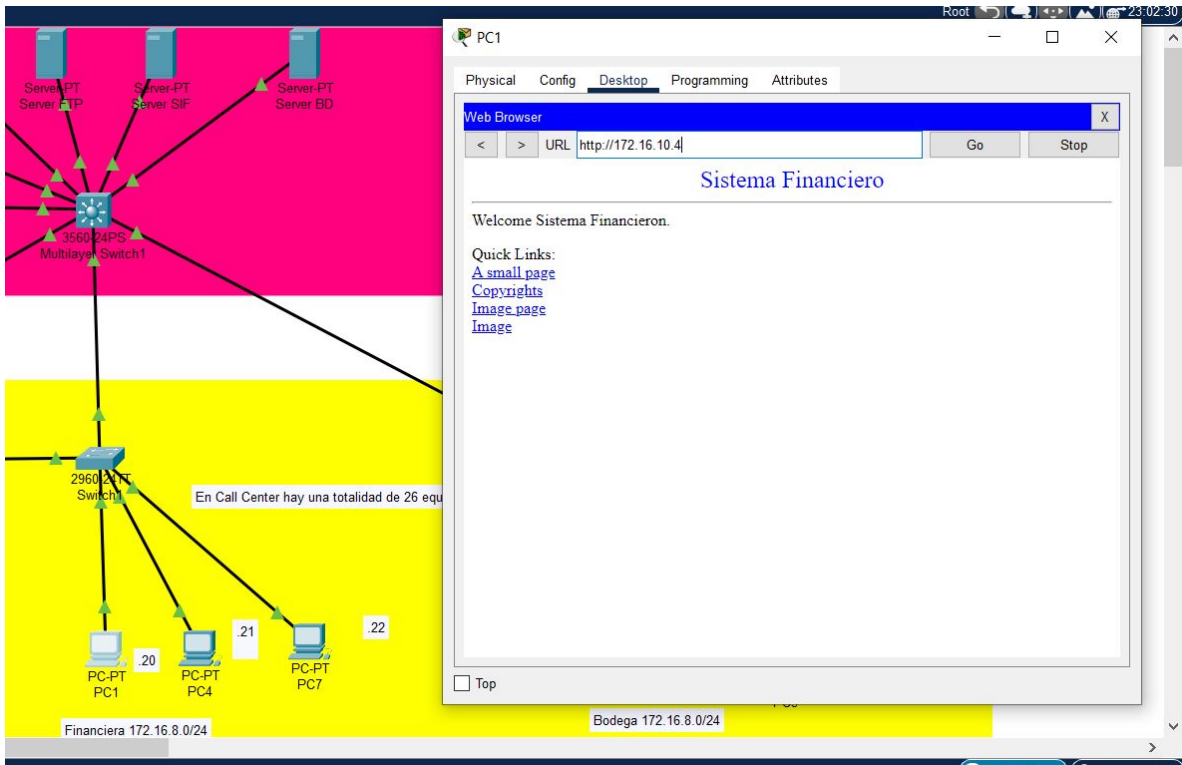 Root
23:02:30
PC1
Physical Config Desktop Programming Attributes
Web Browser
X
< > URL http://172.16.10.4 Go Stop
Sistema Financiero
Welcome Sistema Financieron.
Quick Links:
A small page
Copyrights
Image page
Image
Top
Server-PT
Server FTP
Server-PT
Server SIF
Server-PT
Server BD
3560-24PS
Multilayer Switch1
2960-24TT
Switch1
En Call Center hay una totalidad de 26 equ
.20
.21
.22
PC-PT
PC1
PC-PT
PC4
PC-PT
PC7
Financiera 172.16.8.0/24
Bodega 172.16.8.0/24